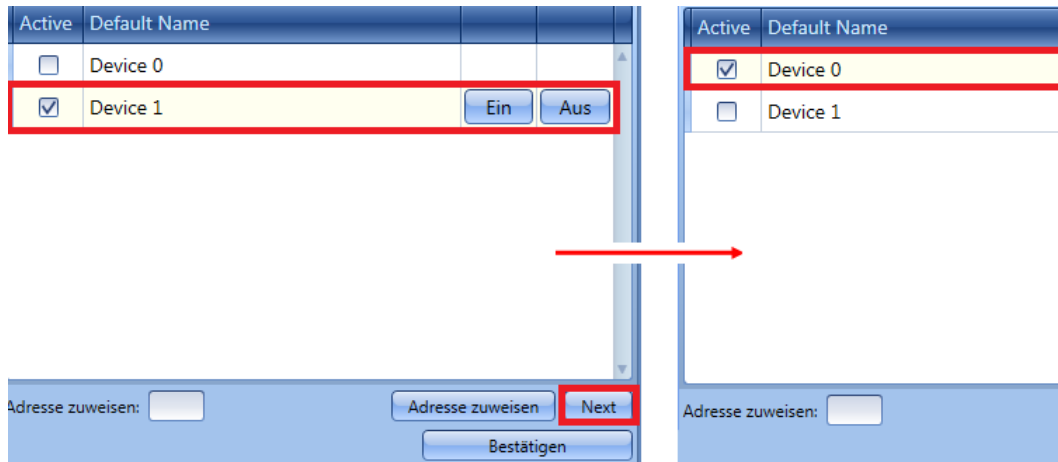 Active Default Name
Device 0
Device 1 Ein Aus
Adresse zuweisen: Adresse zuweisen Next
Bestätigen
Active Default Name
Device 0
Device 1
Adresse zuweisen: